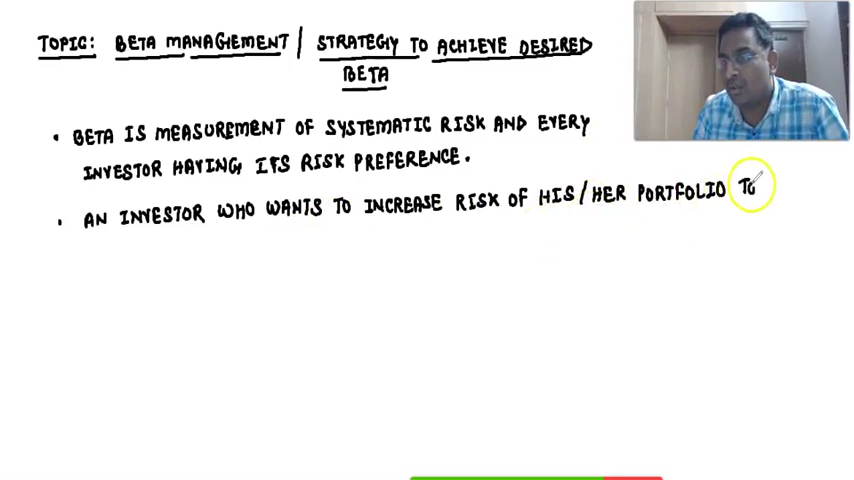 TOPIC: BETA MANAGEMENT / STRATEGY TO ACHIEVE DESIRED
BETA
• BETA IS MEASUREMENT OF SYSTEMATIC RISK AND EVERY
INVESTOR HAVING ITS RISK PREFERENCE.
• AN INVESTOR WHO WANTS TO INCREASE RISK OF HIS/HER PORTFOLIO TO